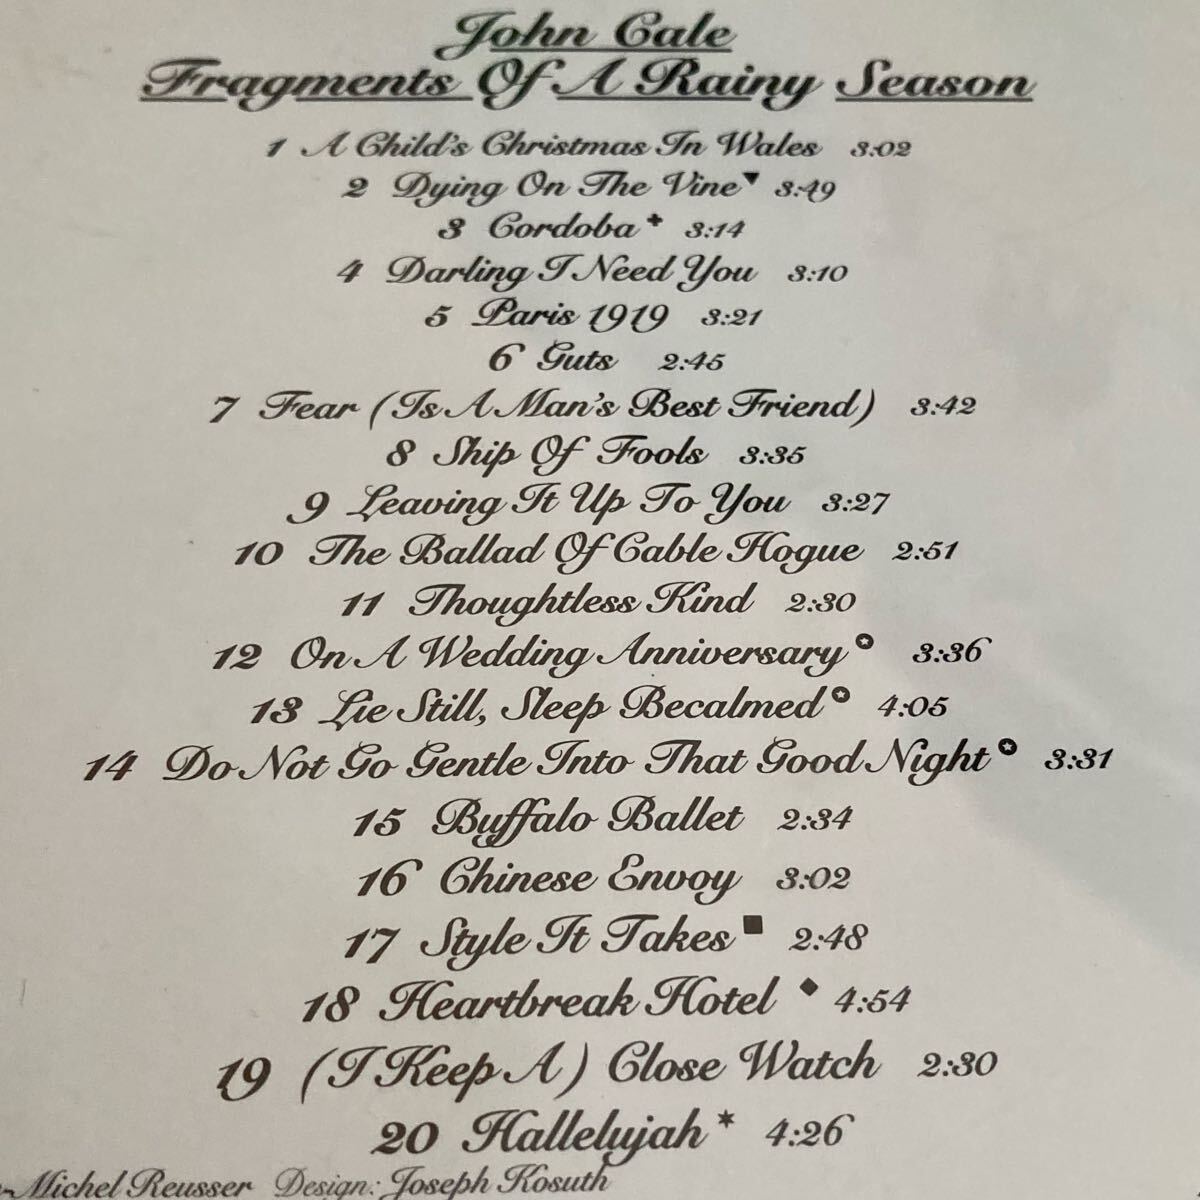 John Cale
Fragments Of A Rainy Season
1 A Child's Christmas In Wales 3:02
2 Dying On The Vine▼ 3:49
3 Cordoba✚ 3:14
4 Darling I Need You 3:10
5 Paris 1919 3:21
6 Guts 2:45
7 Fear (Is A Man's Best Friend) 3:42
8 Ship Of Fools 3:35
9 Leaving It Up To You 3:27
10 The Ballad Of Cable Hogue 2:51
11 Thoughtless Kind 2:30
12 On A Wedding Anniversary✪ 3:36
13 Lie Still, Sleep Becalmed✪ 4:05
14 Do Not Go Gentle Into That Good Night✪ 3:31
15 Buffalo Ballet 2:34
16 Chinese Envoy 3:02
17 Style It Takes■ 2:48
18 Heartbreak Hotel ◆ 4:54
19 (I Keep A) Close Watch 2:30
20 Hallelujah✶ 4:26
-Michel Reusser Design: Joseph Kosuth